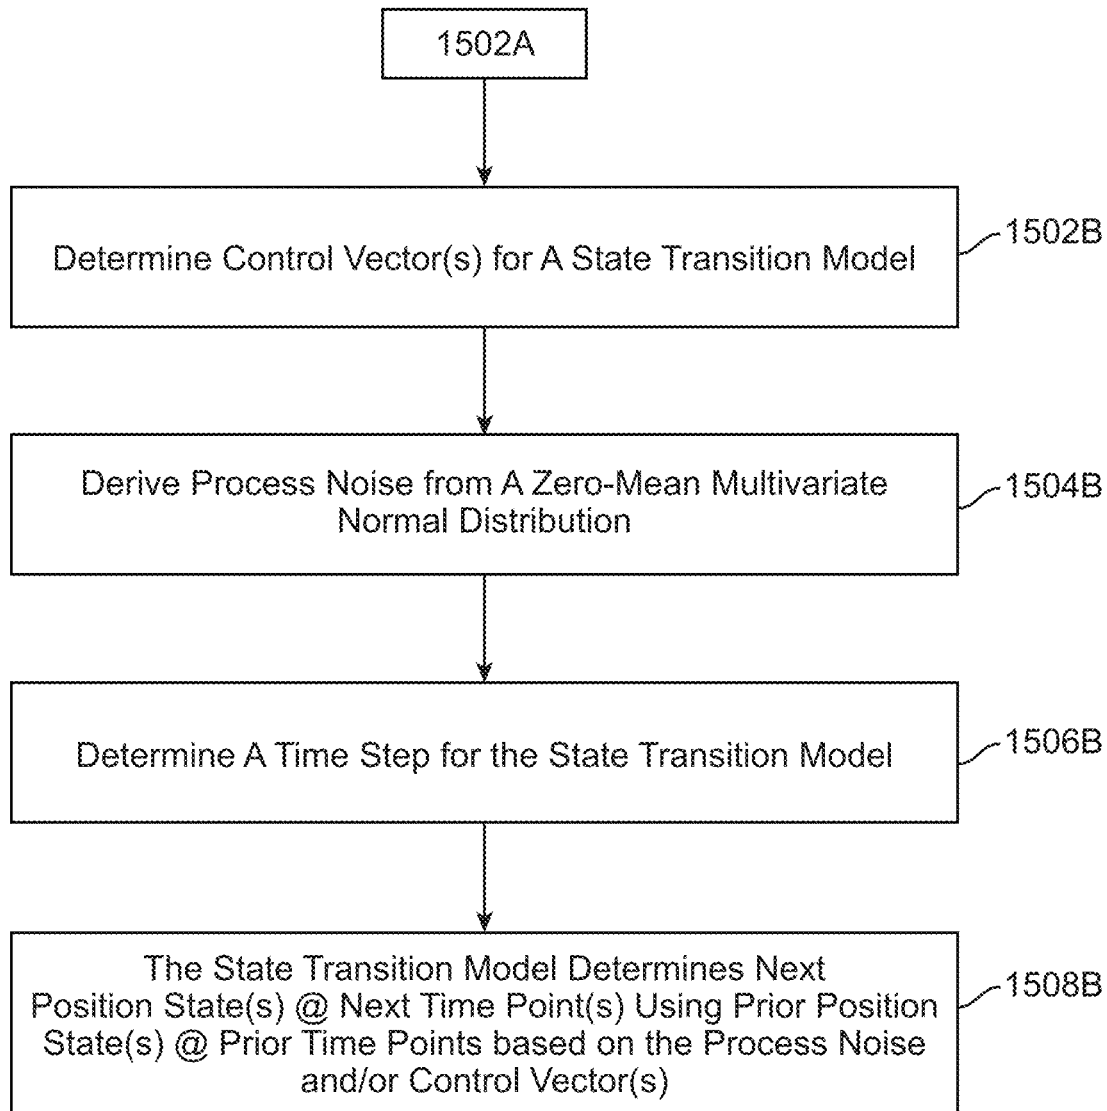 1502A
Determine Control Vector(s) for A State Transition Model
1502B
Derive Process Noise from A Zero-Mean Multivariate
Normal Distribution
1504B
Determine A Time Step for the State Transition Model
1506B
The State Transition Model Determines Next
Position State(s) @ Next Time Point(s) Using Prior Position
State(s) @ Prior Time Points based on the Process Noise
and/or Control Vector(s)
1508B